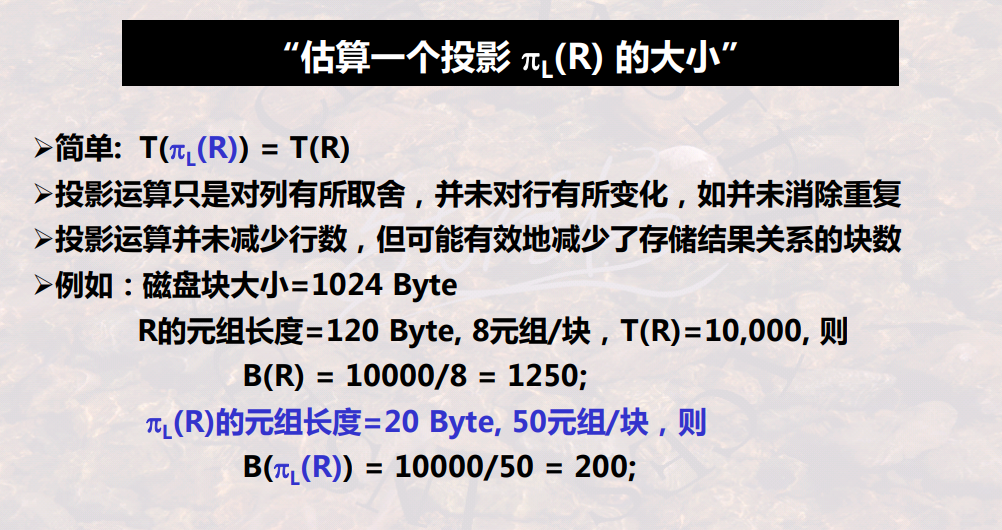 “估算一个投影 πL(R) 的大小”
➢简单: T(πL(R)) = T(R)
➢投影运算只是对列有所取舍，并未对行有所变化，如并未消除重复
➢投影运算并未减少行数，但可能有效地减少了存储结果关系的块数
➢例如：磁盘块大小=1024 Byte
R的元组长度=120 Byte, 8元组/块，T(R)=10,000, 则
B(R) = 10000/8 = 1250;
πL(R)的元组长度=20 Byte, 50元组/块，则
B(πL(R)) = 10000/50 = 200;